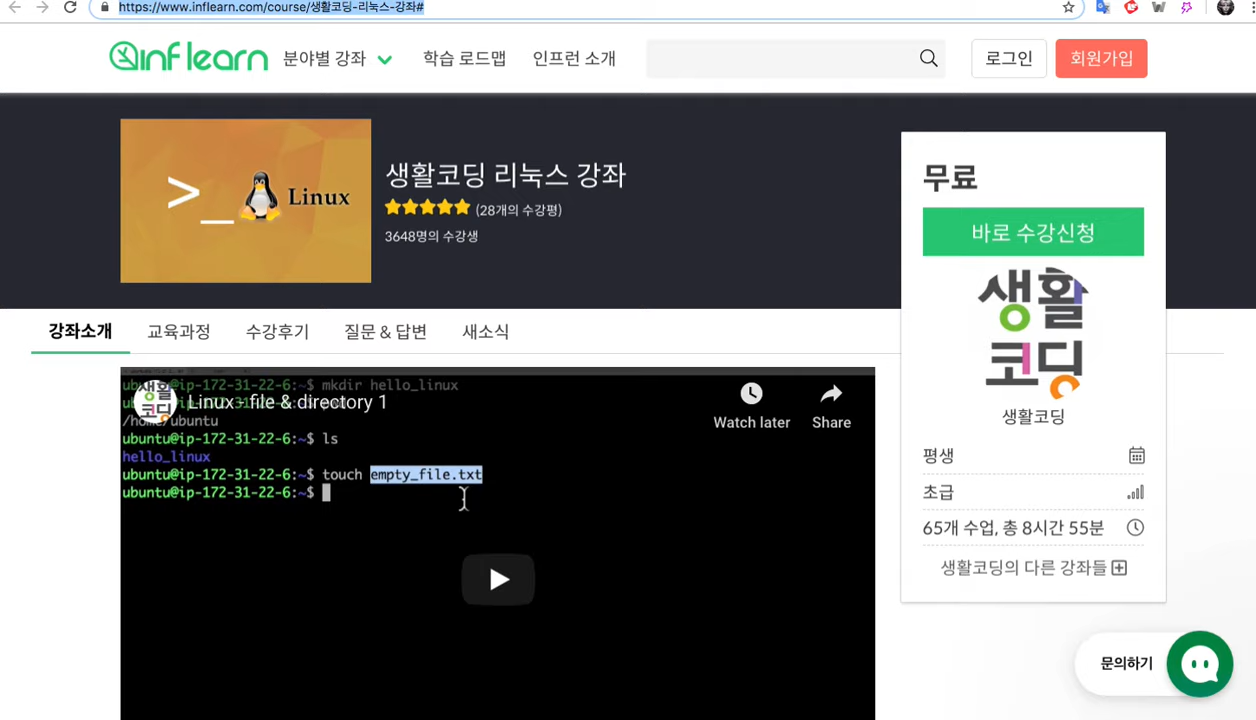 https://www.inflearn.com/course/생활코딩-리눅스-강좌#
inflearn
분야별 강좌
학습 로드맵
인프런 소개
로그인
회원가입
>_ Linux
생활코딩 리눅스 강좌
(28개의 수강평)
3648명의 수강생
무료
바로 수강신청
생활
코딩
생활코딩
평생
초급
65개 수업, 총 8시간 55분
생활코딩의 다른 강좌들
강좌소개
교육과정
수강후기
질문 & 답변
새소식
ubuntu@ip-172-31-22-6:~$ mkdir hello_linux
생활
코딩
Linux - file & directory 1
Watch later
Share
/home/ubuntu
ubuntu@ip-172-31-22-6:~$ ls
hello_linux
ubuntu@ip-172-31-22-6:~$ touch empty_file.txt
ubuntu@ip-172-31-22-6:~$
문의하기